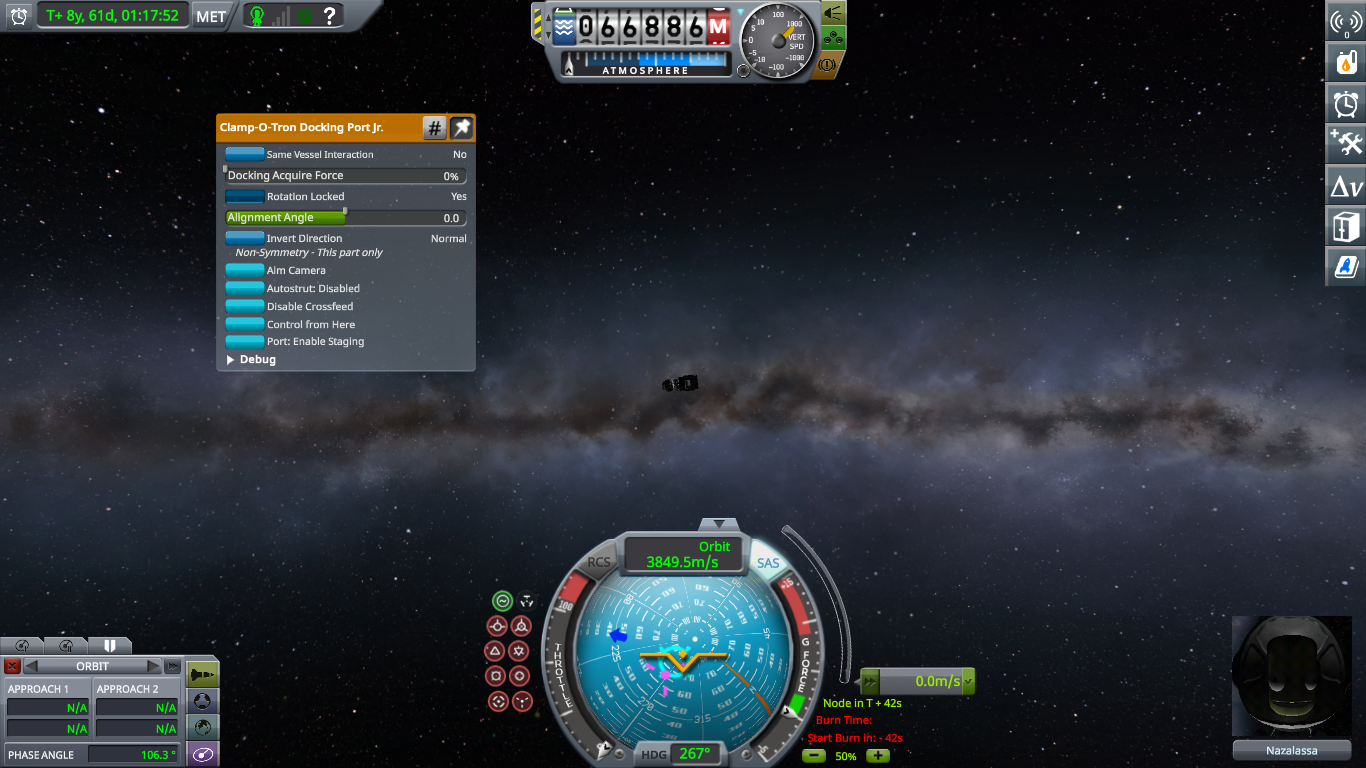 T+ 8y, 61d, 01:17:52 MET
?
066886 M
ATMOSPHERE
VERT
SPD
0
Clamp-O-Tron Docking Port Jr. #
Same Vessel Interaction No
Docking Acquire Force 0%
Rotation Locked Yes
Alignment Angle 0.0
Invert Direction Normal
Non-Symmetry - This part only
Aim Camera
Autostrut: Disabled
Disable Crossfeed
Control from Here
Port: Enable Staging
Debug
Δv
Orbit
3849.5m/s
RCS
SAS
THROTTLE
G FORCE
HDG 267°
0.0m/s
Node in T + 42s
Burn Time:
Start Burn in: - 42s
50%
ORBIT
APPROACH 1 APPROACH 2
N/A N/A
N/A N/A
PHASE ANGLE 106.3 °
Nazalassa